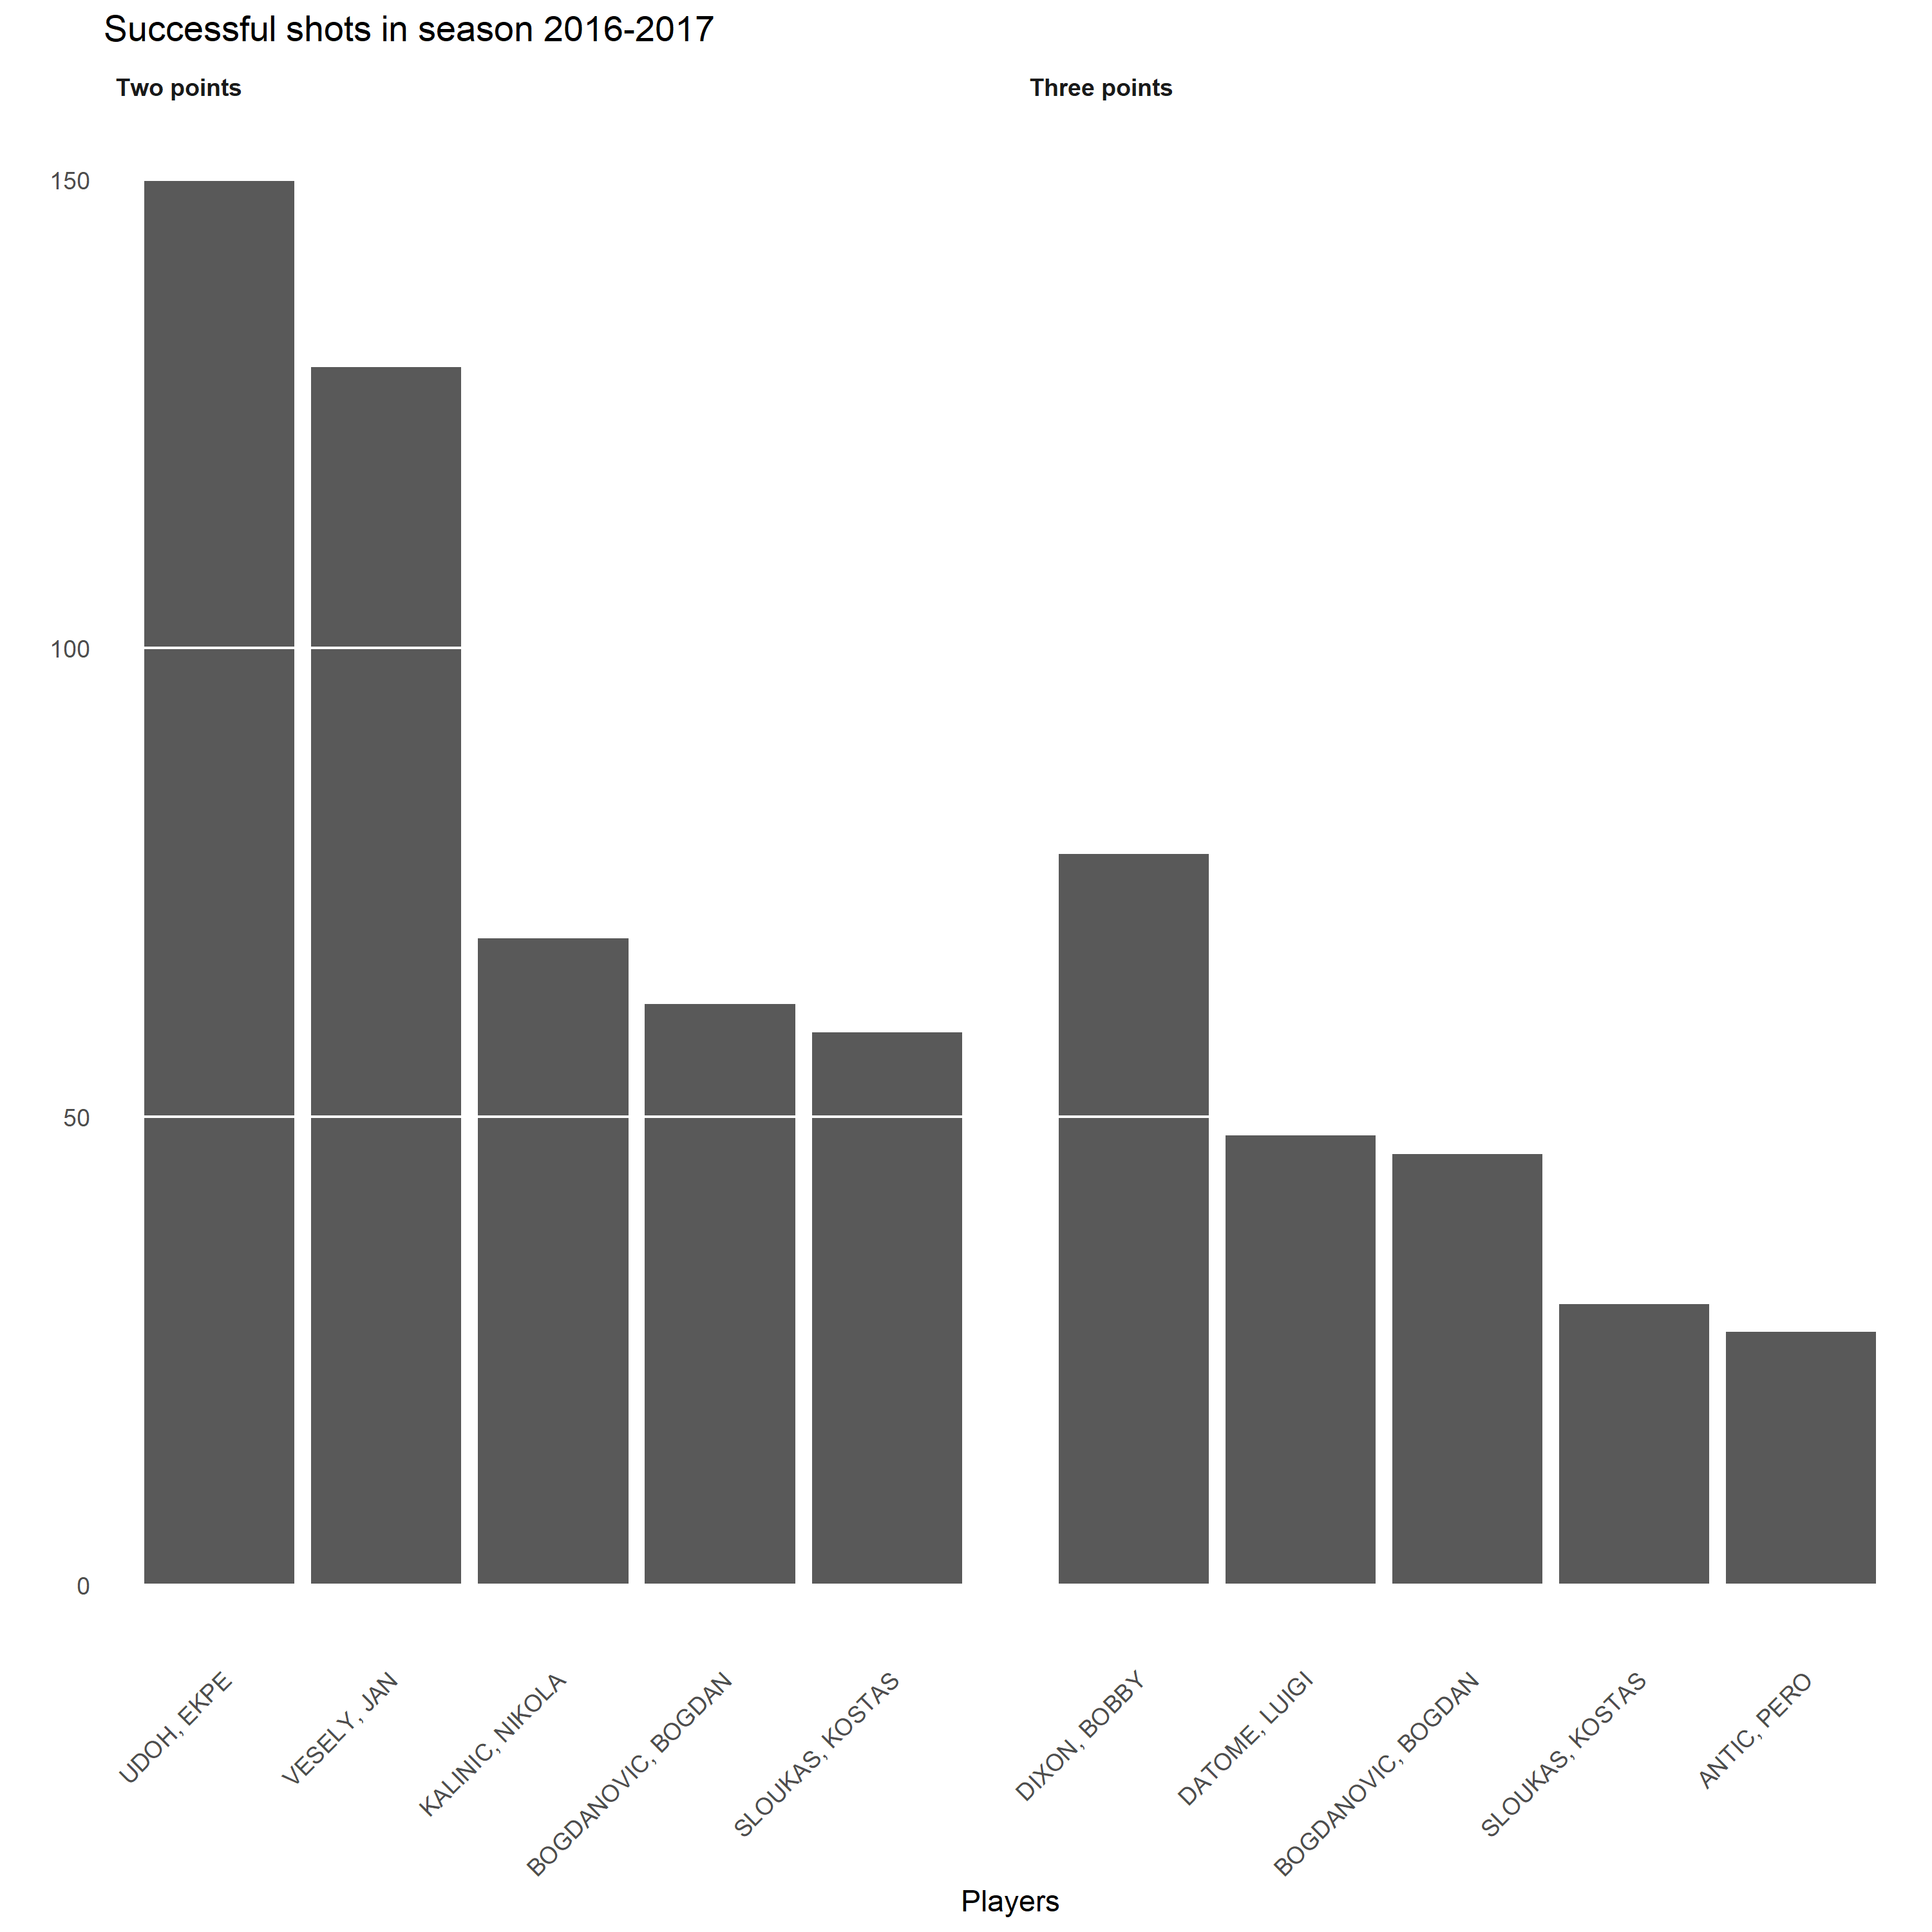 Successful shots in season 2016-2017
Two points
Three points
150
100
50
0
UDOH, EKPE
VESELY, JAN
KALINIC, NIKOLA
BOGDANOVIC, BOGDAN
SLOUKAS, KOSTAS
DIXON, BOBBY
DATOME, LUIGI
BOGDANOVIC, BOGDAN
SLOUKAS, KOSTAS
ANTIC, PERO
Players